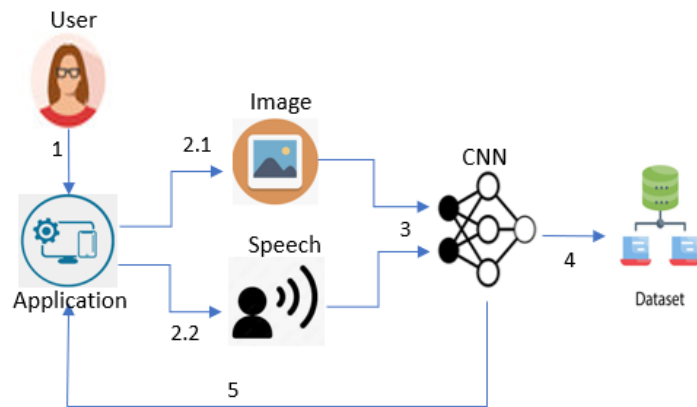 User
1
2.1
Image
CNN
3
4
Speech
Application
2.2
Dataset
5